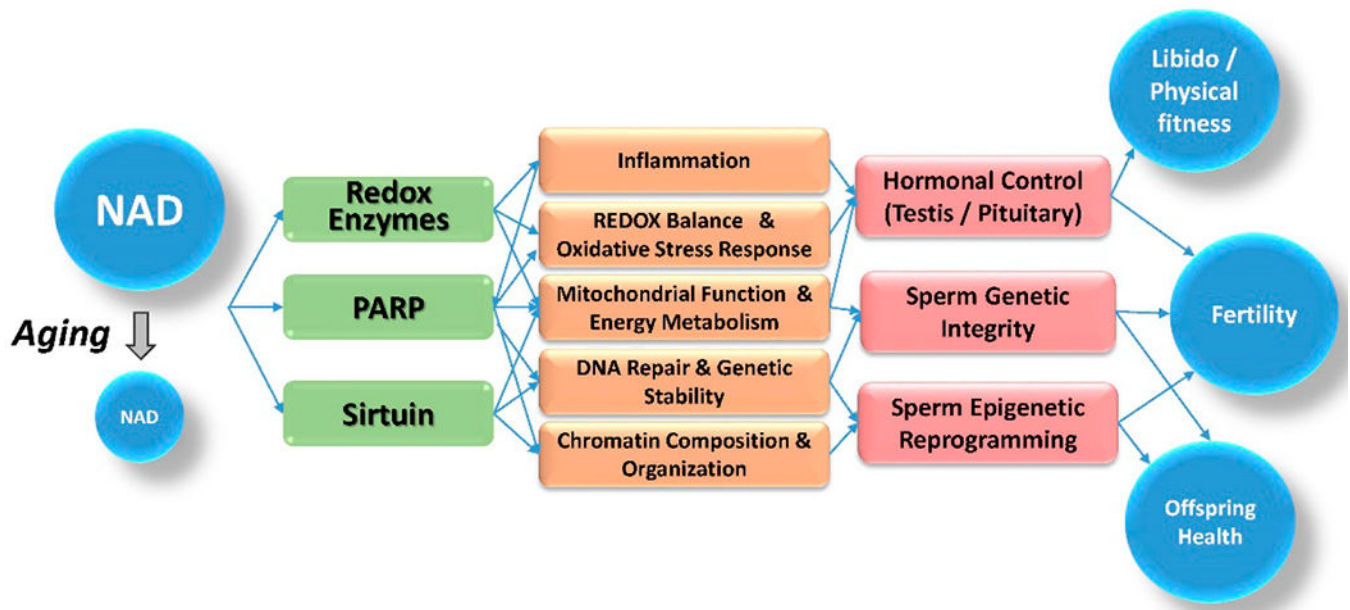 NAD
Aging
NAD
Redox
Enzymes
PARP
Sirtuin
Inflammation
REDOX Balance &
Oxidative Stress Response
Mitochondrial Function &
Energy Metabolism
DNA Repair & Genetic
Stability
Chromatin Composition &
Organization
Hormonal Control
(Testis / Pituitary)
Sperm Genetic
Integrity
Sperm Epigenetic
Reprogramming
Libido /
Physical
fitness
Fertility
Offspring
Health